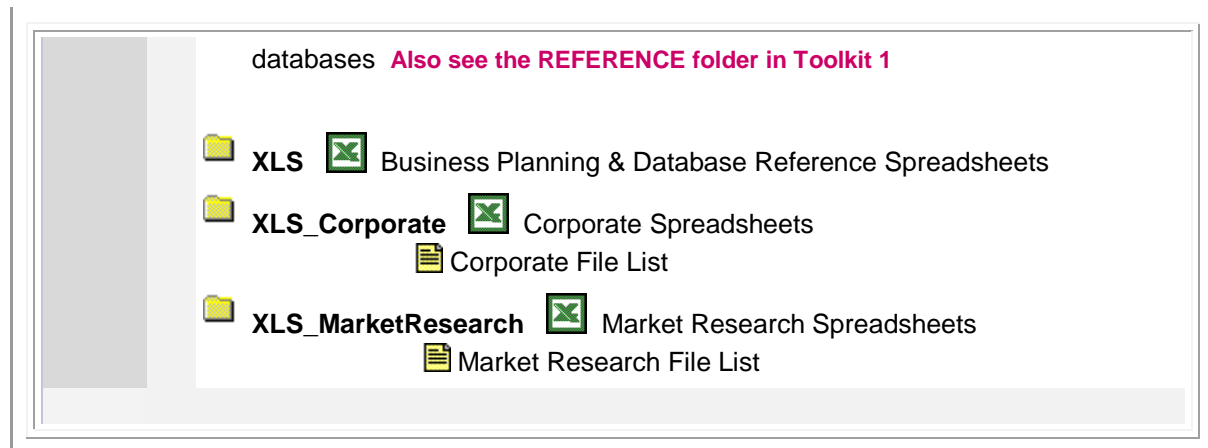 databases Also see the REFERENCE folder in Toolkit 1
XLS Business Planning & Database Reference Spreadsheets
XLS_Corporate Corporate Spreadsheets
Corporate File List
XLS_MarketResearch Market Research Spreadsheets
Market Research File List